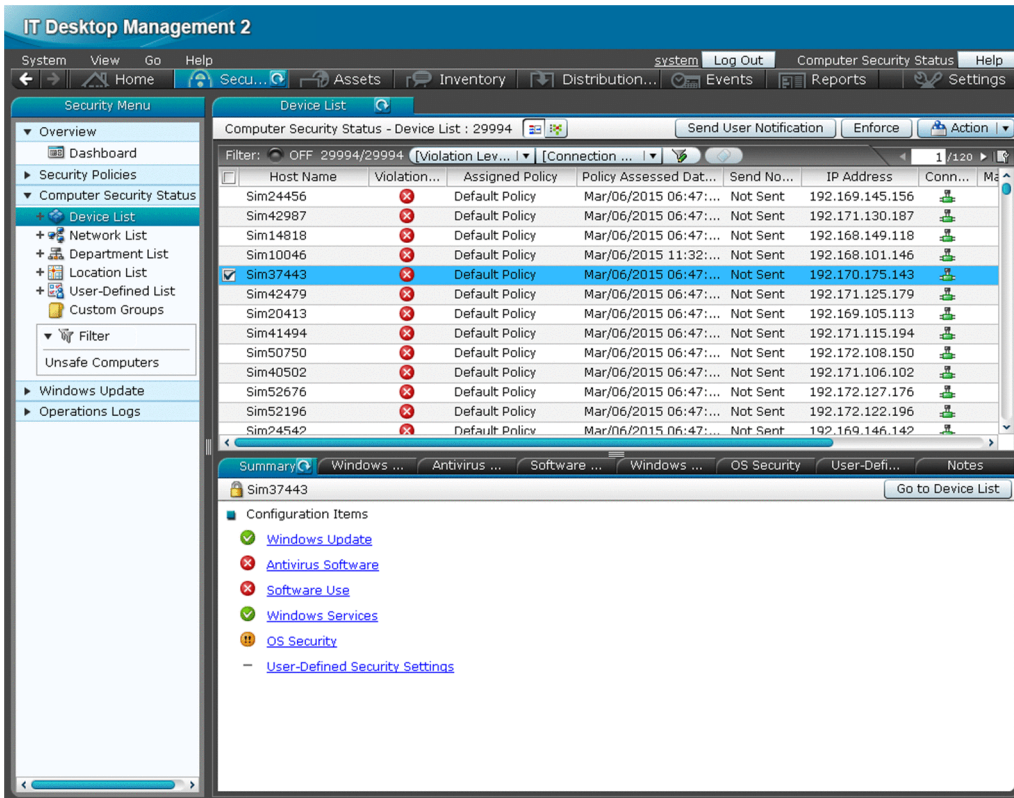 IT Desktop Management 2
System View Go Help system Log Out Computer Security Status Help
Home Secu... Assets Inventory Distribution... Events Reports Settings
Security Menu
Overview
Dashboard
Security Policies
Computer Security Status
Device List
Network List
Department List
Location List
User-Defined List
Custom Groups
Filter
Unsafe Computers
Windows Update
Operations Logs
Device List
Computer Security Status - Device List : 29994 Send User Notification Enforce Action
Filter: OFF 29994/29994 [Violation Lev... [Connection ... 1 /120
Host Name Violation... Assigned Policy Policy Assessed Dat... Send No... IP Address Conn... Ma
Sim24456 Default Policy Mar/06/2015 06:47:... Not Sent 192.169.145.156
Sim42987 Default Policy Mar/06/2015 06:47:... Not Sent 192.171.130.187
Sim14818 Default Policy Mar/06/2015 06:47:... Not Sent 192.168.149.118
Sim10046 Default Policy Mar/06/2015 11:32:... Not Sent 192.168.101.146
Sim37443 Default Policy Mar/06/2015 06:47:... Not Sent 192.170.175.143
Sim42479 Default Policy Mar/06/2015 06:47:... Not Sent 192.171.125.179
Sim20413 Default Policy Mar/06/2015 06:47:... Not Sent 192.169.105.113
Sim41494 Default Policy Mar/06/2015 06:47:... Not Sent 192.171.115.194
Sim50750 Default Policy Mar/06/2015 06:47:... Not Sent 192.172.108.150
Sim40502 Default Policy Mar/06/2015 06:47:... Not Sent 192.171.106.102
Sim52676 Default Policy Mar/06/2015 06:47:... Not Sent 192.172.127.176
Sim52196 Default Policy Mar/06/2015 06:47:... Not Sent 192.172.122.196
Sim24542 Default Policy Mar/06/2015 06:47:... Not Sent 192.169.146.142
Summary Windows ... Antivirus ... Software ... Windows ... OS Security User-Defi... Notes
Sim37443 Go to Device List
Configuration Items
Windows Update
Antivirus Software
Software Use
Windows Services
OS Security
User-Defined Security Settings